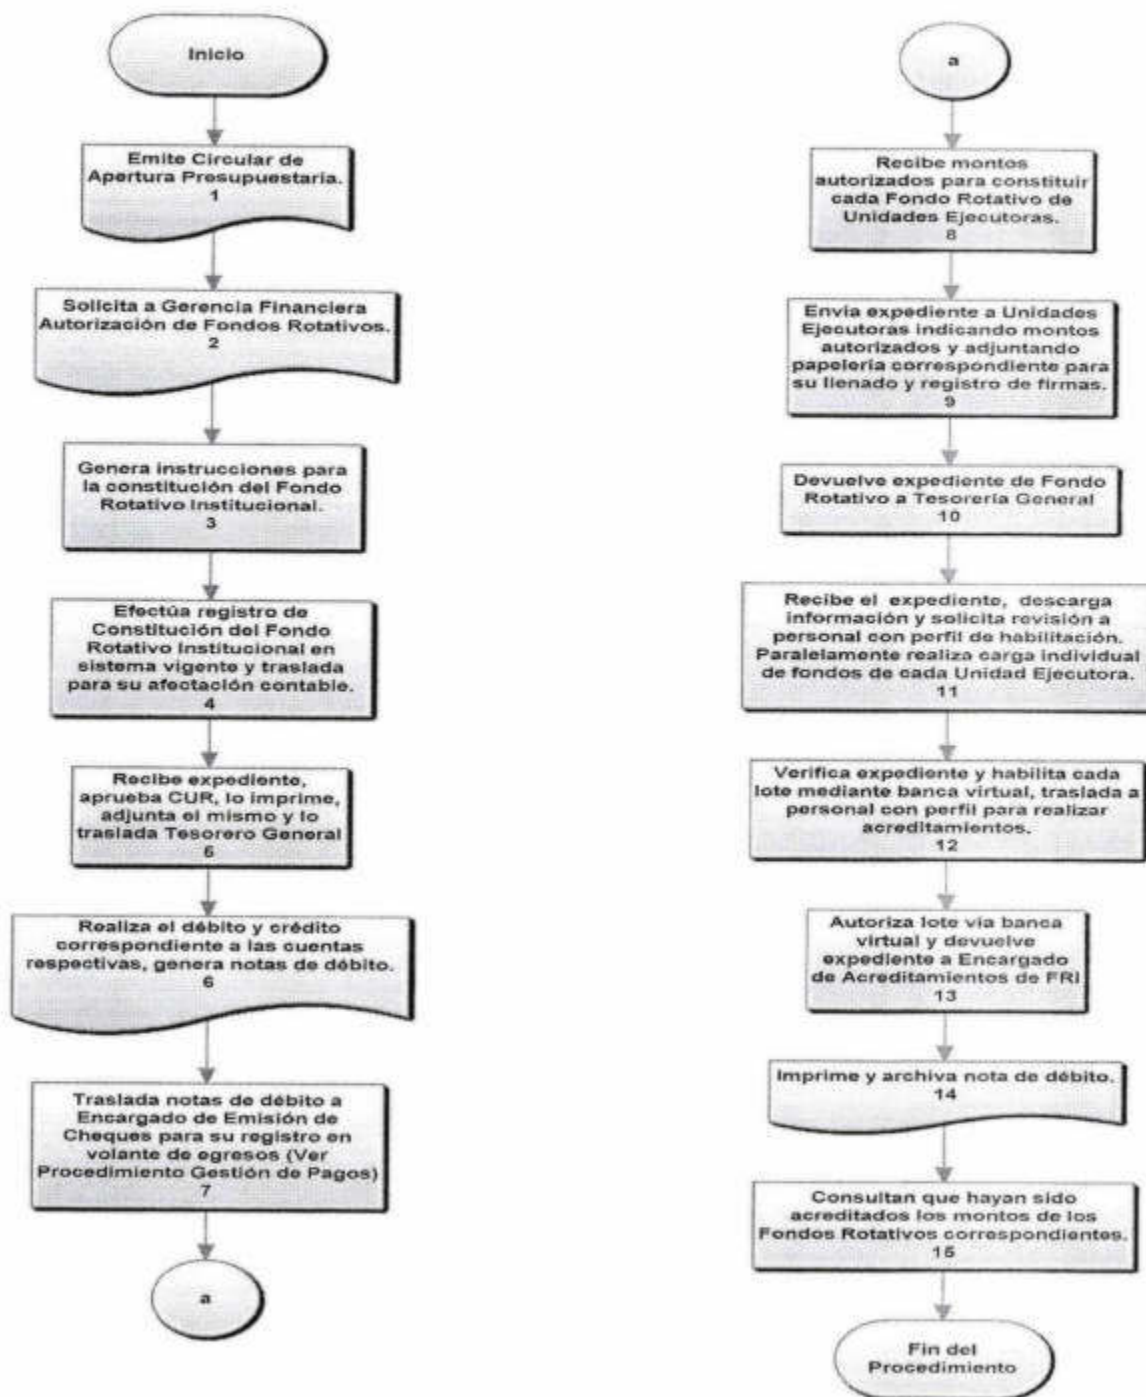 Inicio
Emite Circular de
Apertura Presupuestaria.
1
Solicita a Gerencia Financiera
Autorización de Fondos Rotativos.
2
Genera instrucciones para
la constitución del Fondo
Rotativo Institucional.
3
Efectúa registro de
Constitución del Fondo
Rotativo Institucional en
sistema vigente y traslada
para su afectación contable.
4
Recibe expediente,
aprueba CUR, lo imprime,
adjunta el mismo y lo
traslada Tesorero General
5
Realiza el débito y crédito
correspondiente a las cuentas
respectivas, genera notas de débito.
6
Traslada notas de débito a
Encargado de Emisión de
Cheques para su registro en
volante de egresos (Ver
Procedimiento Gestión de Pagos)
7
a
a
Recibe montos
autorizados para constituir
cada Fondo Rotativo de
Unidades Ejecutoras.
8
Envía expediente a Unidades
Ejecutoras indicando montos
autorizados y adjuntando
papelería correspondiente para
su llenado y registro de firmas.
9
Devuelve expediente de Fondo
Rotativo a Tesorería General
10
Recibe el expediente, descarga
información y solicita revisión a
personal con perfil de habilitación.
Paralelamente realiza carga individual
de fondos de cada Unidad Ejecutora.
11
Verifica expediente y habilita cada
lote mediante banca virtual, traslada a
personal con perfil para realizar
acreditamientos.
12
Autoriza lote vía banca
virtual y devuelve
expediente a Encargado
de Acreditamientos de FRI
13
Imprime y archiva nota de débito.
14
Consultan que hayan sido
acreditados los montos de los
Fondos Rotativos correspondientes.
15
Fin del
Procedimiento